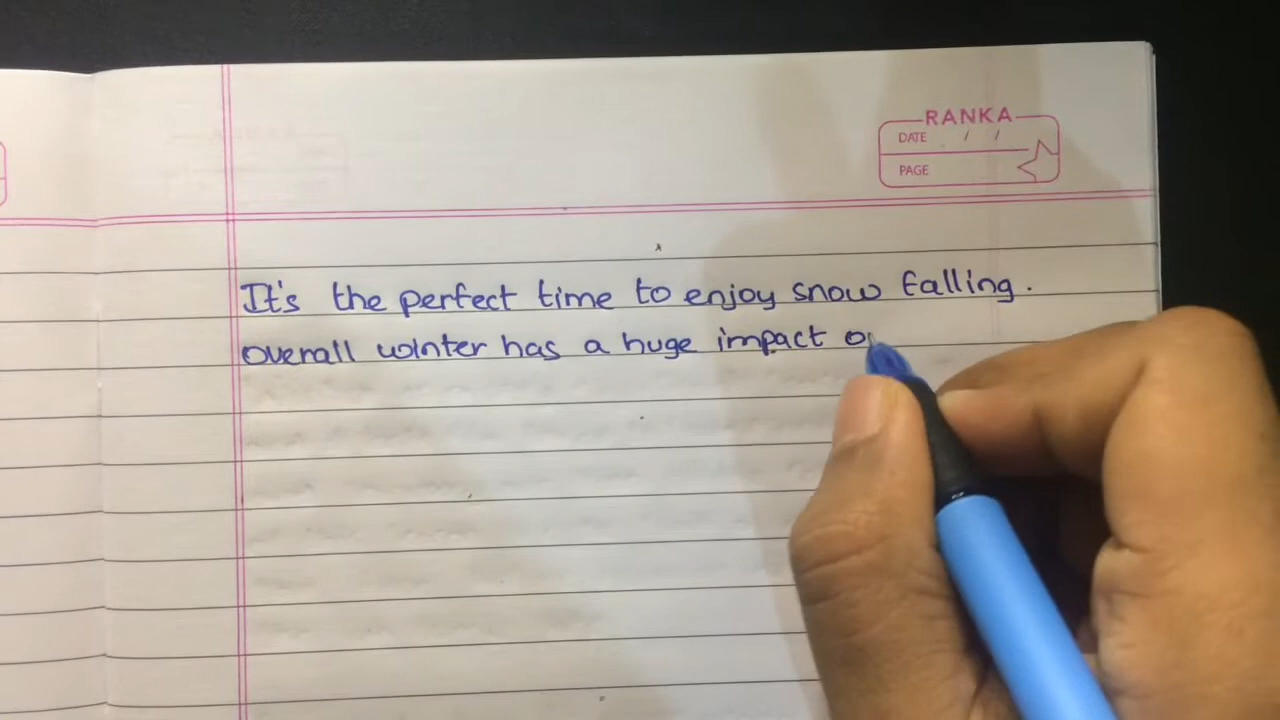 RANKA
DATE / /
PAGE
It's the perfect time to enjoy snow falling.
overall winter has a huge impact o